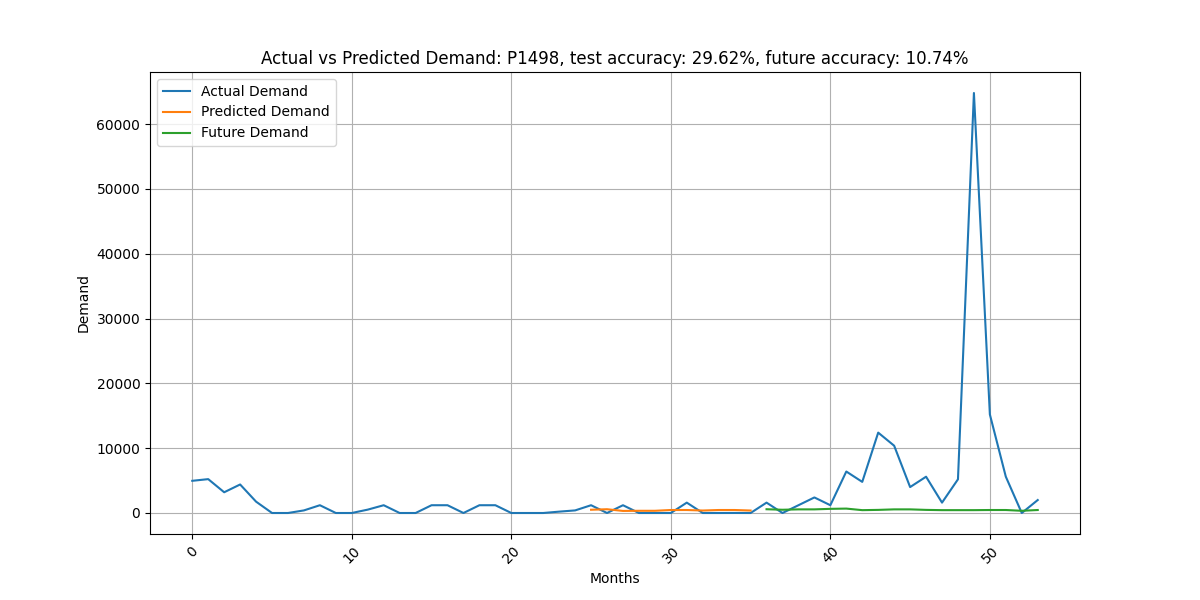 Actual vs Predicted Demand: P1498, test accuracy: 29.62%, future accuracy: 10.74%
Actual Demand
Predicted Demand
Future Demand
60000
50000
40000
30000
20000
10000
0
Demand
0 10 20 30 40 50
Months